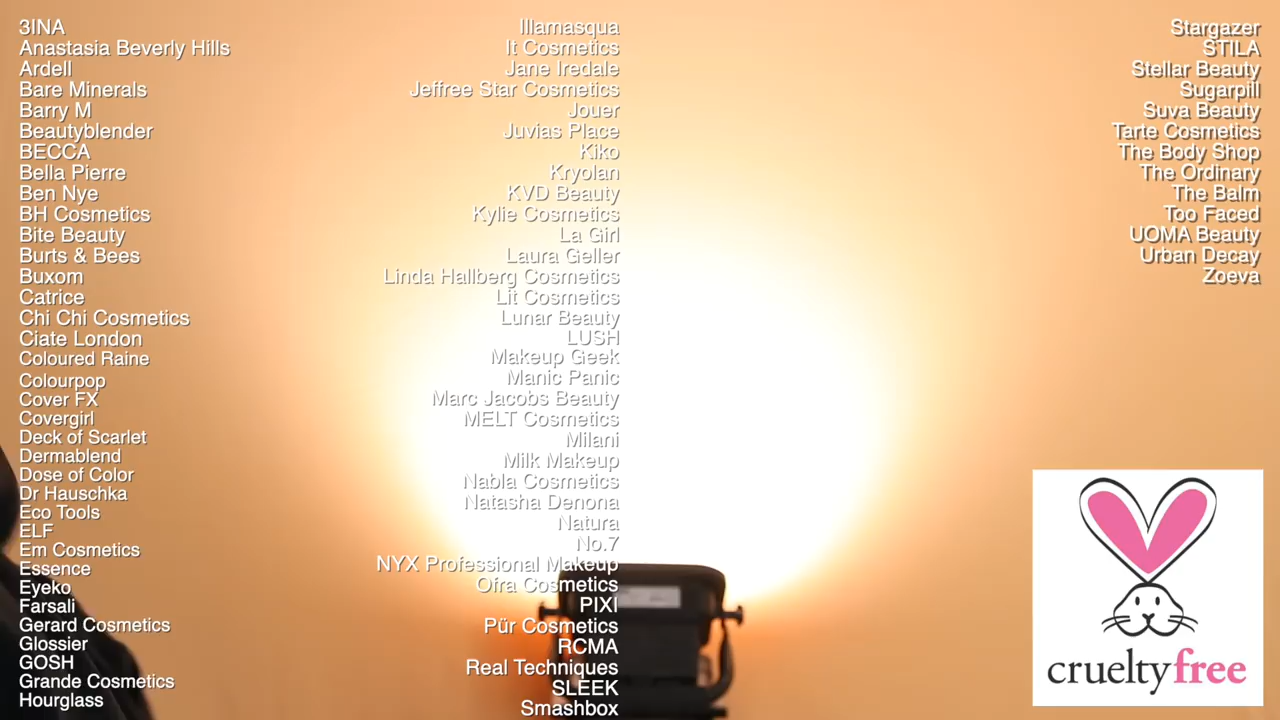 3INA
Anastasia Beverly Hills
Ardell
Bare Minerals
Barry M
Beautyblender
BECCA
Bella Pierre
Ben Nye
BH Cosmetics
Bite Beauty
Burts & Bees
Buxom
Catrice
Chi Chi Cosmetics
Ciate London
Coloured Raine
Colourpop
Cover FX
Covergirl
Deck of Scarlet
Dermablend
Dose of Color
Dr Hauschka
Eco Tools
ELF
Em Cosmetics
Essence
Eyeko
Farsali
Gerard Cosmetics
Glossier
GOSH
Grande Cosmetics
Hourglass
Illamasqua
It Cosmetics
Jane Iredale
Jeffree Star Cosmetics
Jouer
Juvias Place
Kiko
Kryolan
KVD Beauty
Kylie Cosmetics
La Girl
Laura Geller
Linda Hallberg Cosmetics
Lit Cosmetics
Lunar Beauty
LUSH
Makeup Geek
Manic Panic
Marc Jacobs Beauty
MELT Cosmetics
Milani
Milk Makeup
Nabla Cosmetics
Natasha Denona
Natura
No.7
NYX Professional Makeup
Ofra Cosmetics
PIXI
Pür Cosmetics
RCMA
Real Techniques
SLEEK
Smashbox
Stargazer
STILA
Stellar Beauty
Sugarpill
Suva Beauty
Tarte Cosmetics
The Body Shop
The Ordinary
The Balm
Too Faced
UOMA Beauty
Urban Decay
Zoeva
crueltyfree